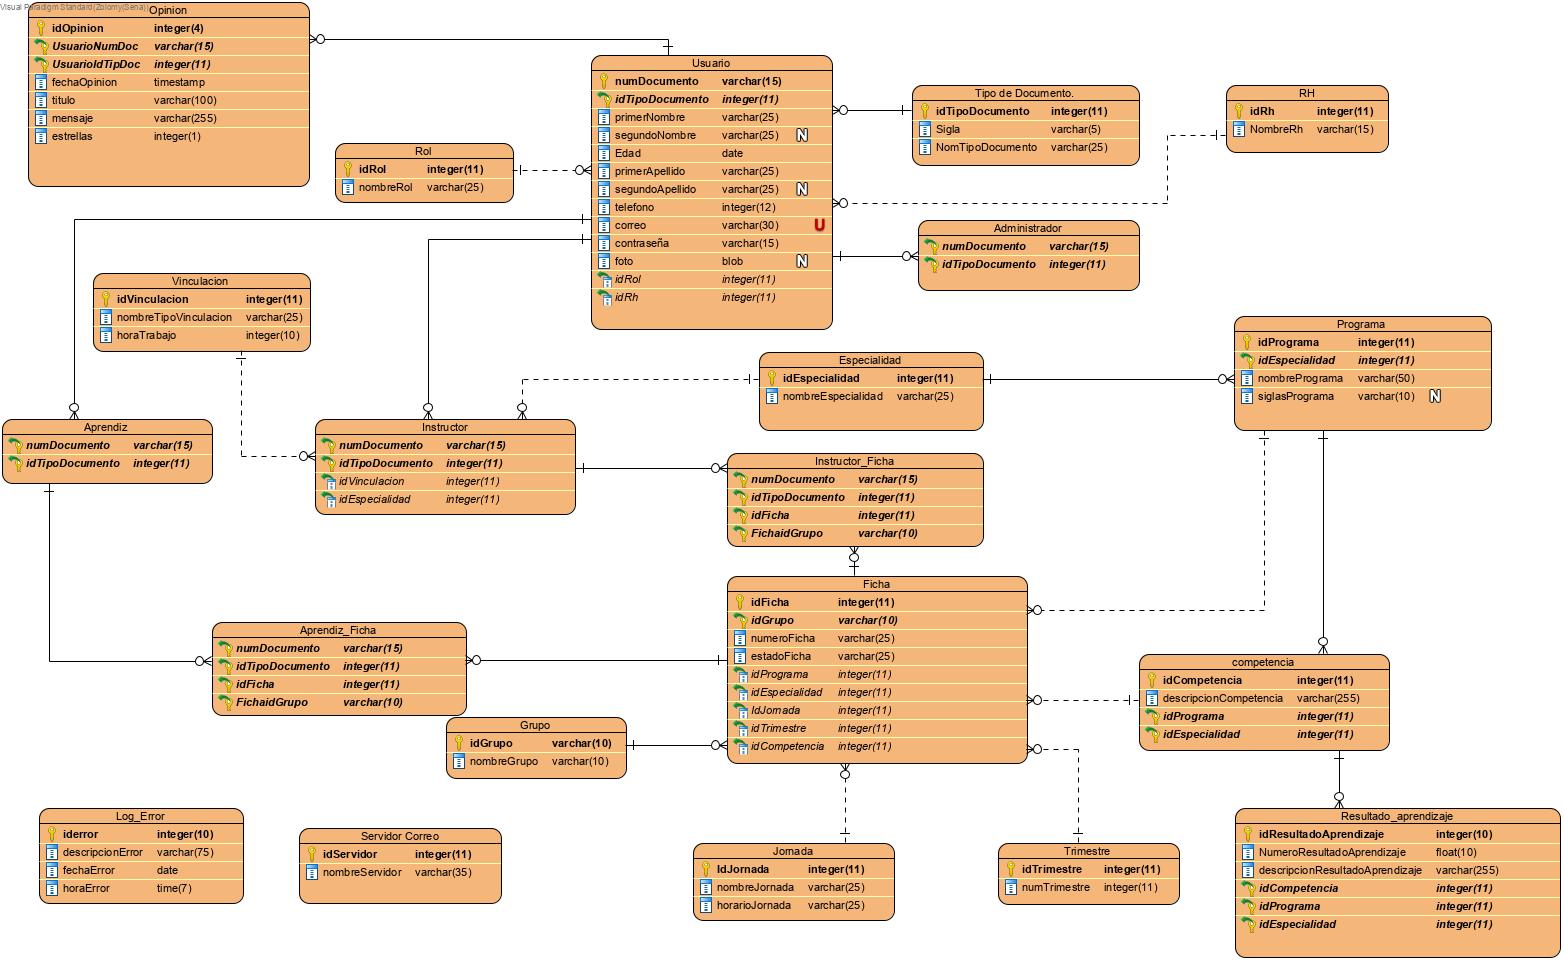 Visual Paradigm Standard(Zolomy(Sena))
Opinion
idOpinion integer(4)
UsuarioNumDoc varchar(15)
UsuarioIdTipDoc integer(11)
fechaOpinion timestamp
titulo varchar(100)
mensaje varchar(255)
estrellas integer(1)
Usuario
numDocumento varchar(15)
idTipoDocumento integer(11)
primerNombre varchar(25)
segundoNombre varchar(25) N
Edad date
primerApellido varchar(25)
segundoApellido varchar(25) N
telefono integer(12)
correo varchar(30) U
contraseña varchar(15)
foto blob N
idRol integer(11)
idRh integer(11)
Tipo de Documento.
idTipoDocumento integer(11)
Sigla varchar(5)
NomTipoDocumento varchar(25)
RH
idRh integer(11)
NombreRh varchar(15)
Rol
idRol integer(11)
nombreRol varchar(25)
Administrador
numDocumento varchar(15)
idTipoDocumento integer(11)
Vinculacion
idVinculacion integer(11)
nombreTipoVinculacion varchar(25)
horaTrabajo integer(10)
Programa
idPrograma integer(11)
idEspecialidad integer(11)
nombrePrograma varchar(50)
siglasPrograma varchar(10) N
Especialidad
idEspecialidad integer(11)
nombreEspecialidad varchar(25)
Aprendiz
numDocumento varchar(15)
idTipoDocumento integer(11)
Instructor
numDocumento varchar(15)
idTipoDocumento integer(11)
idVinculacion integer(11)
idEspecialidad integer(11)
Instructor_Ficha
numDocumento varchar(15)
idTipoDocumento integer(11)
idFicha integer(11)
FichaidGrupo varchar(10)
Ficha
idFicha integer(11)
idGrupo varchar(10)
numeroFicha varchar(25)
estadoFicha varchar(25)
idPrograma integer(11)
idEspecialidad integer(11)
IdJornada integer(11)
idTrimestre integer(11)
idCompetencia integer(11)
Aprendiz_Ficha
numDocumento varchar(15)
idTipoDocumento integer(11)
idFicha integer(11)
FichaidGrupo varchar(10)
competencia
idCompetencia integer(11)
descripcionCompetencia varchar(255)
idPrograma integer(11)
idEspecialidad integer(11)
Grupo
idGrupo varchar(10)
nombreGrupo varchar(10)
Log_Error
iderror integer(10)
descripcionError varchar(75)
fechaError date
horaError time(7)
Servidor Correo
idServidor integer(11)
nombreServidor varchar(35)
Jornada
IdJornada integer(11)
nombreJornada varchar(25)
horarioJornada varchar(25)
Trimestre
idTrimestre integer(11)
numTrimestre integer(11)
Resultado_aprendizaje
idResultadoAprendizaje integer(10)
NumeroResultadoAprendizaje float(10)
descripcionResultadoAprendizaje varchar(255)
idCompetencia integer(11)
idPrograma integer(11)
idEspecialidad integer(11)